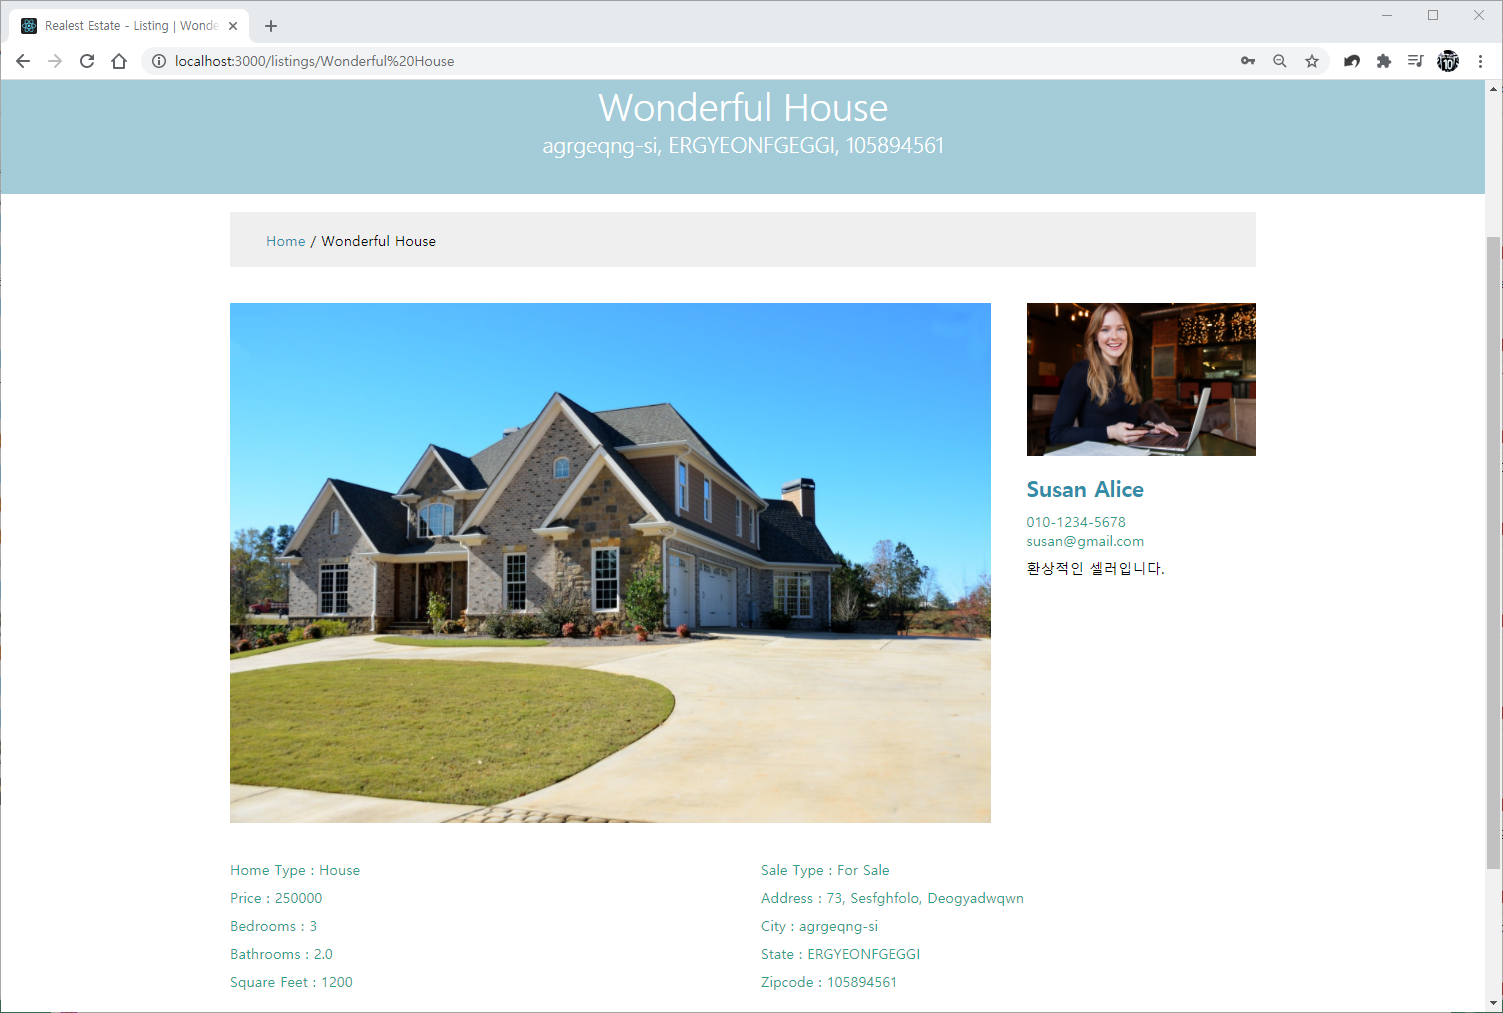 Realest Estate - Listing | Wonde
localhost:3000/listings/Wonderful%20House
Wonderful House
agrgeqng-si, ERGYEONFGEGGI, 105894561
Home / Wonderful House
Susan Alice
010-1234-5678
susan@gmail.com
환상적인 셀러입니다.
Home Type : House
Price : 250000
Bedrooms : 3
Bathrooms : 2.0
Square Feet : 1200
Sale Type : For Sale
Address : 73, Sesfghfolo, Deogyadwqwn
City : agrgeqng-si
State : ERGYEONFGEGGI
Zipcode : 105894561